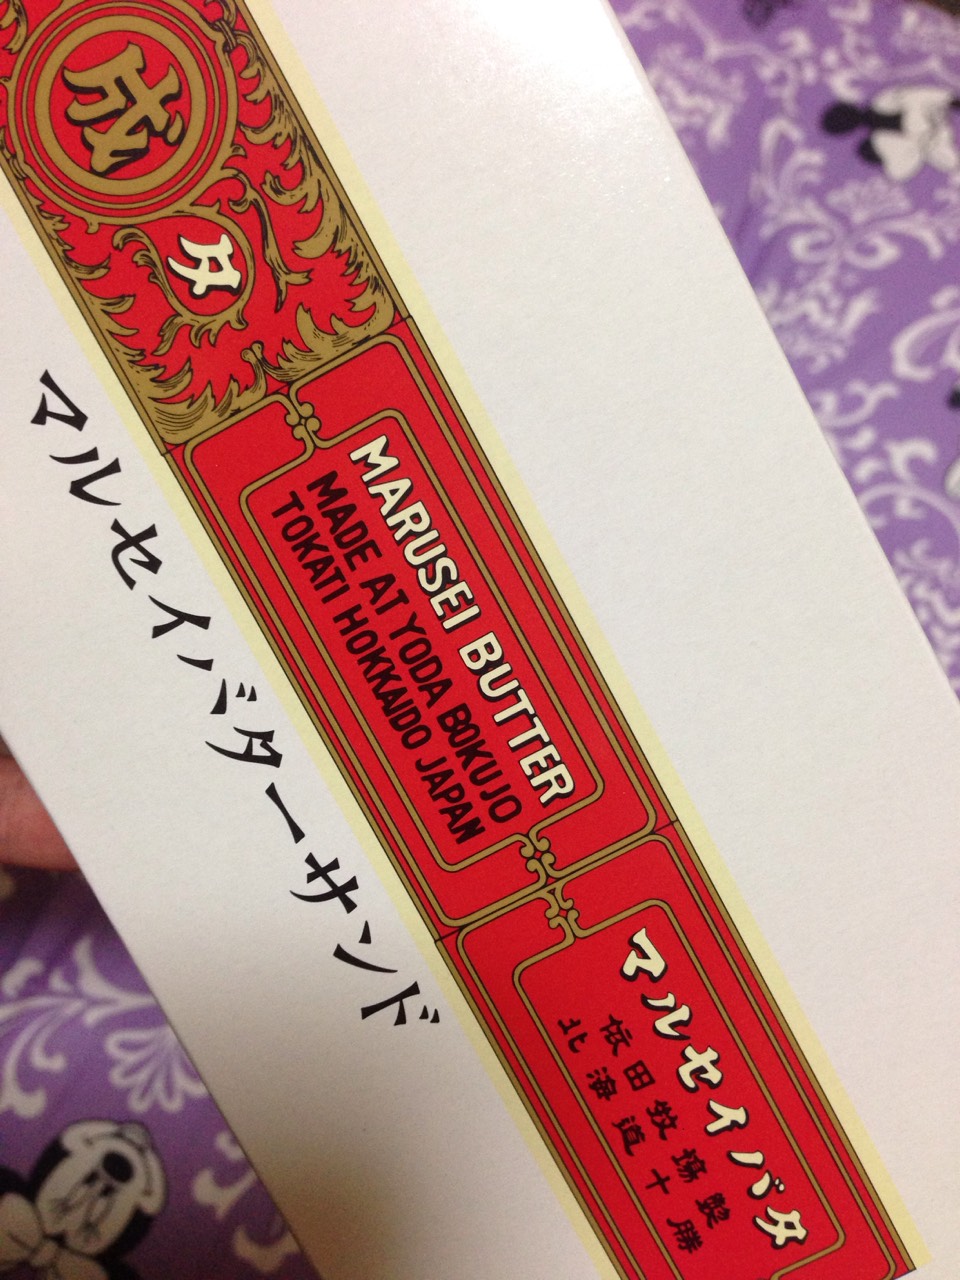 成
タ
MARUSEI BUTTER
MADE AT YODA BOKUJO
TOKATI HOKKAIDO JAPAN
マルセイバタ
依田牧場製
北海道十勝
マルセイバターサンド